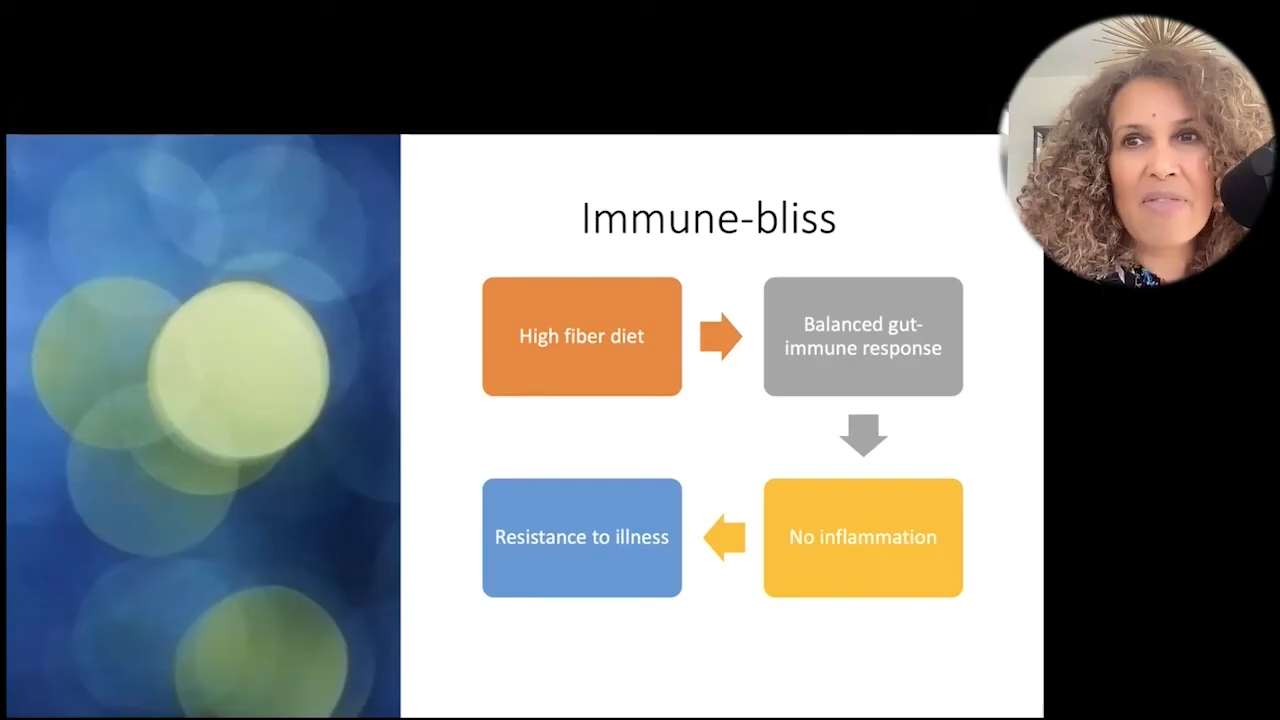 Immune-bliss
High fiber diet
Balanced gut-
immune response
No inflammation
Resistance to illness